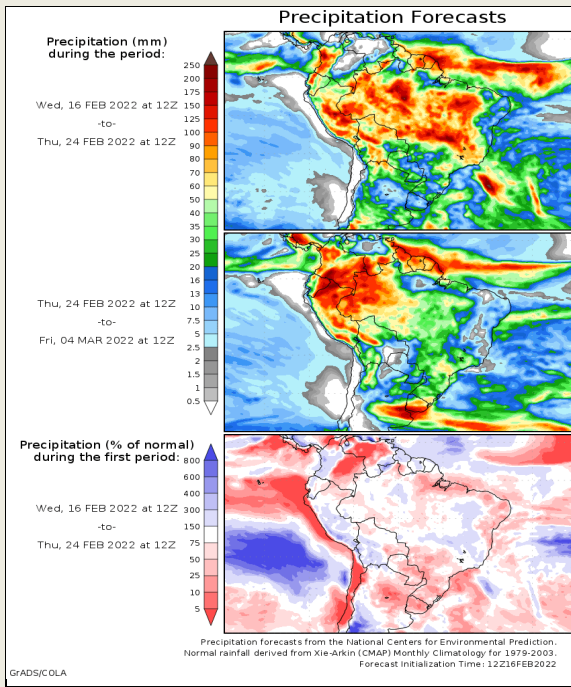 Precipitation Forecasts
Precipitation (mm)
during the period:
Wed, 16 FEB 2022 at 12Z
-to-
Thu, 24 FEB 2022 at 12Z
250
200
175
150
125
100
90
80
70
60
50
40
35
30
25
20
16
13
10
7.5
5
2.5
2
1.5
1
0.5
Thu, 24 FEB 2022 at 12Z
-to-
Fri, 04 MAR 2022 at 12Z
Precipitation (% of normal)
during the first period:
Wed, 16 FEB 2022 at 12Z
-to-
Thu, 24 FEB 2022 at 12Z
800
600
400
300
150
75
50
25
10
5
Precipitation forecasts from the National Centers for Environmental Prediction.
Normal rainfall derived from Xie-Arkin (CMAP) Monthly Climatology for 1979-2003.
Forecast Initialization Time: 12Z16FEB2022
GrADS/COLA